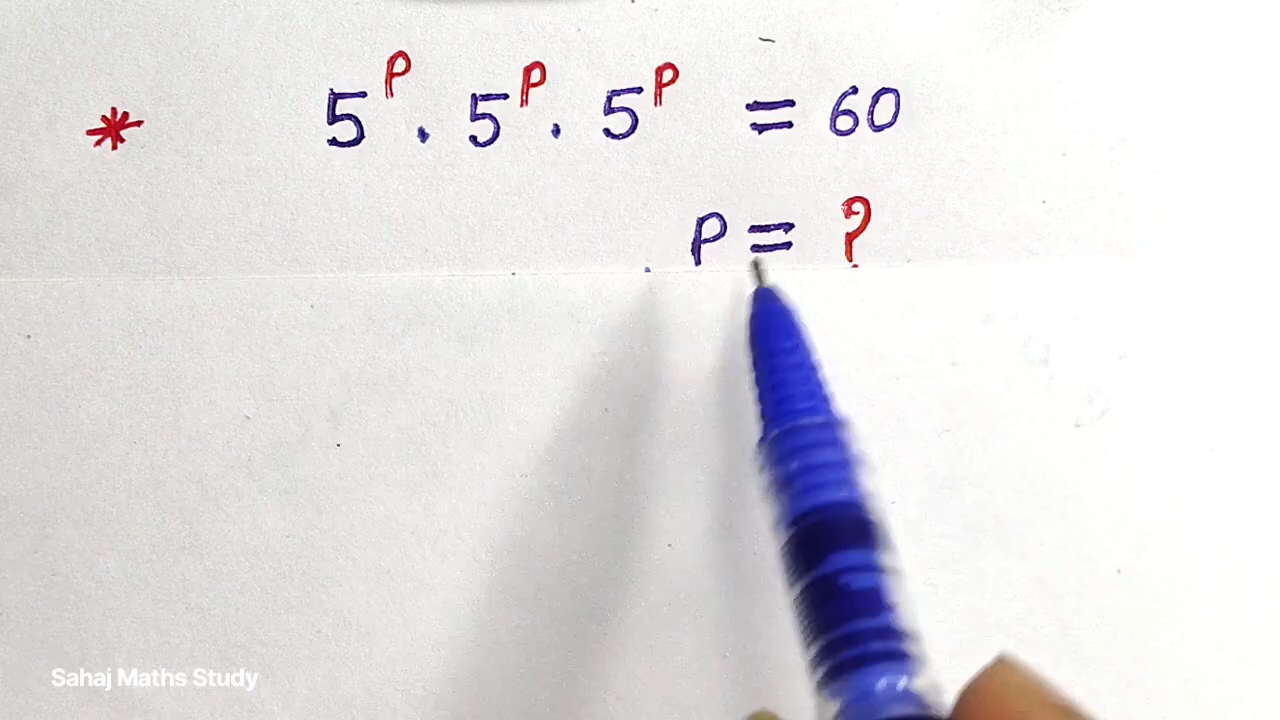 * 5^p . 5^p . 5^p = 60
p = ?
Sahaj Maths Study